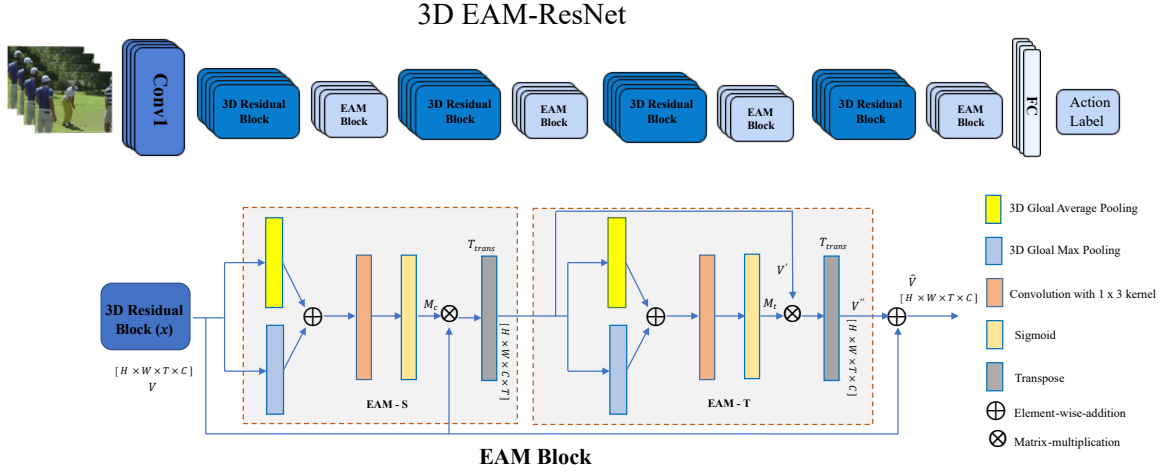 3D EAM-ResNet
Conv1
3D Residual
Block
EAM
Block
3D Residual
Block
EAM
Block
3D Residual
Block
EAM
Block
3D Residual
Block
EAM
Block
FC
Action
Label
3D Residual
Block (x)
[H × W × T × C]
V
EAM - S
M_c
T_trans
[H × W × C × T]
EAM - T
M_t
V'
T_trans
V''
[H × W × T × C]
V̂
[H × W × T × C]
EAM Block
3D Gloal Average Pooling
3D Gloal Max Pooling
Convolution with 1 x 3 kernel
Sigmoid
Transpose
Element-wise-addition
Matrix-multiplication